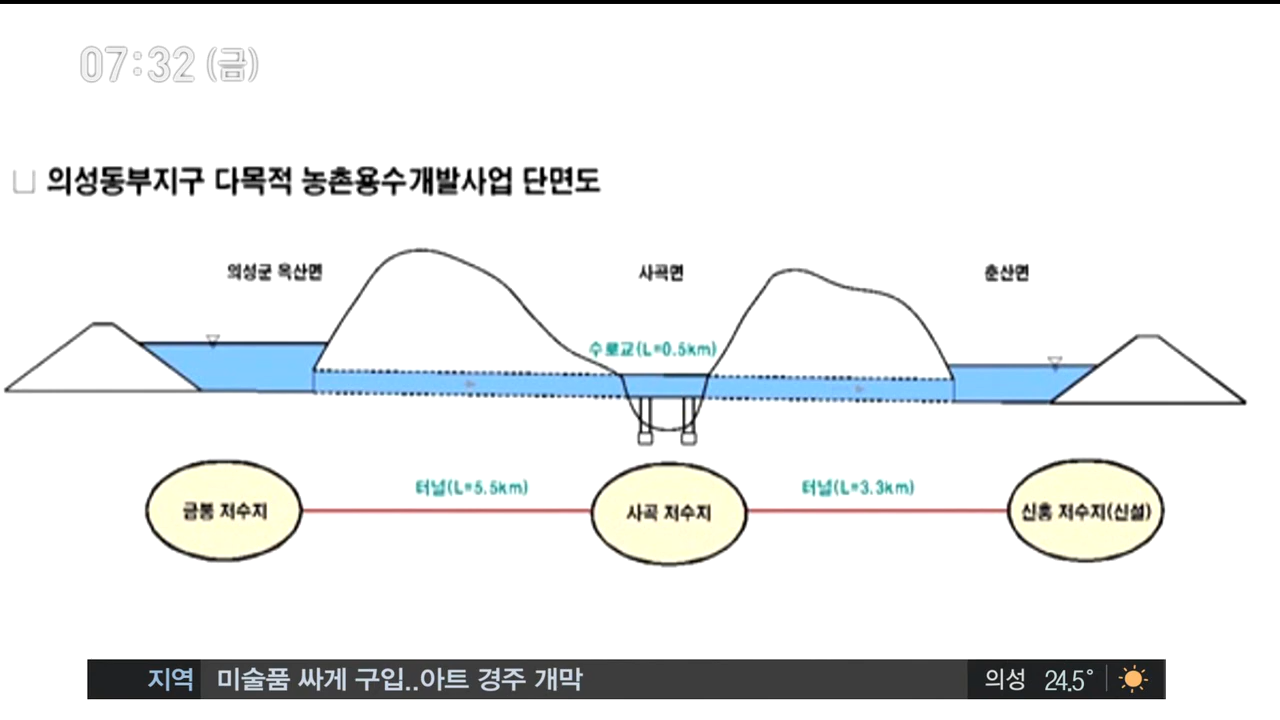 07:32 (금)
의성동부지구 다목적 농촌용수개발사업 단면도
의성군 옥산면
사곡면
춘산면
수로교(L=0.5km)
터널(L=5.5km)
터널(L=3.3km)
금봉 저수지
사곡 저수지
신흥 저수지(신설)
지역 미술품 싸게 구입..아트 경주 개막 의성 24.5°